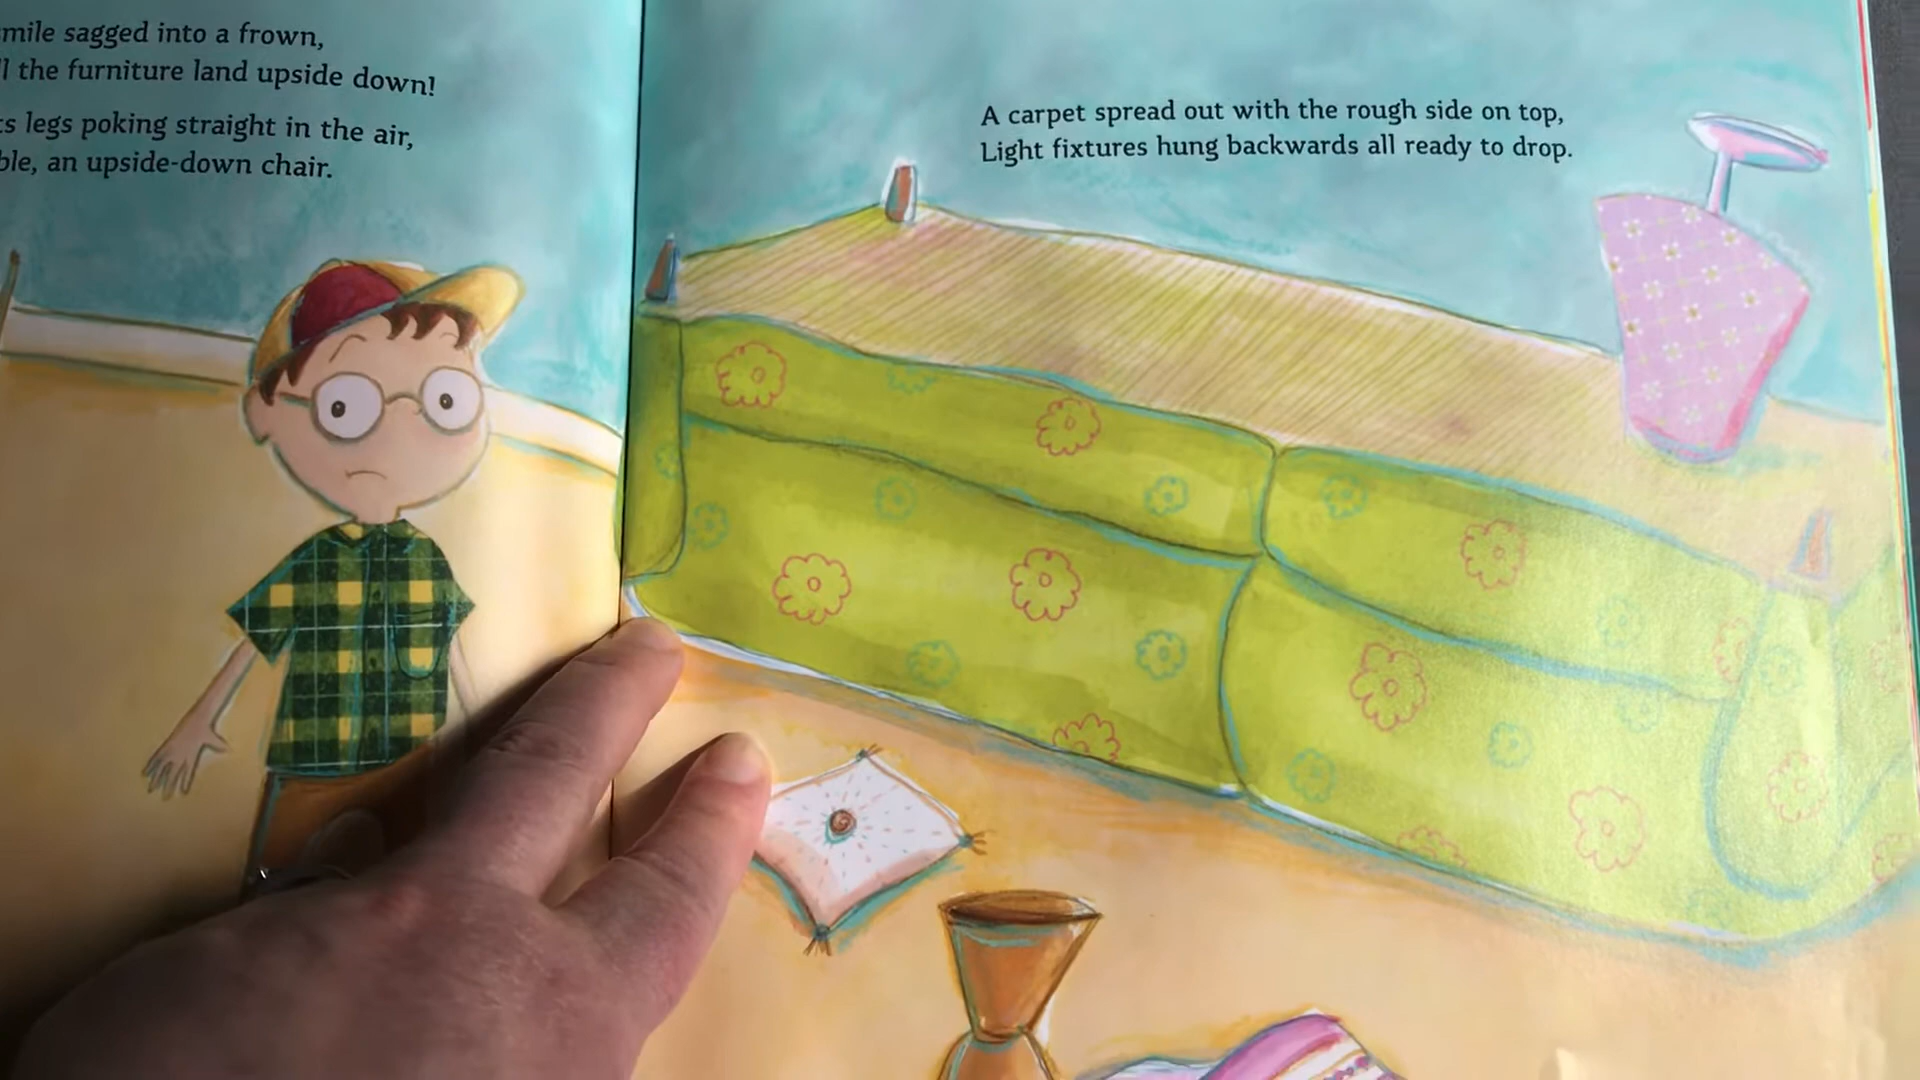 mile sagged into a frown,
l the furniture land upside down!
s legs poking straight in the air,
ble, an upside-down chair.
A carpet spread out with the rough side on top,
Light fixtures hung backwards all ready to drop.